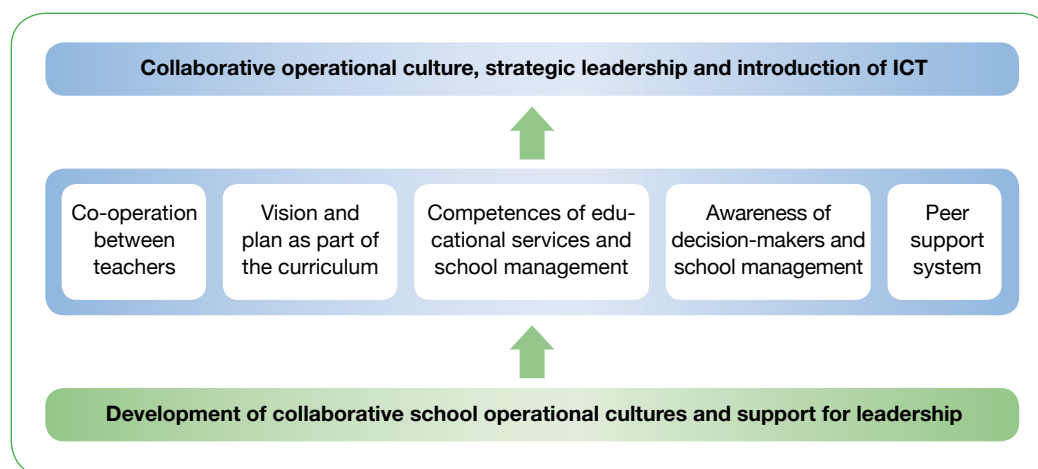 Collaborative operational culture, strategic leadership and introduction of ICT
Co-operation
between
teachers
Vision and
plan as part of
the curriculum
Competences of edu-
cational services and
school management
Awareness of
decision-makers and
school management
Peer
support
system
Development of collaborative school operational cultures and support for leadership